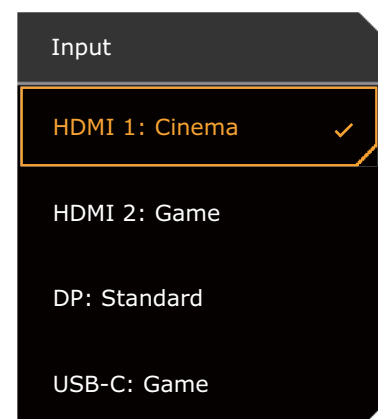 Input
HDMI 1: Cinema
HDMI 2: Game
DP: Standard
USB-C: Game